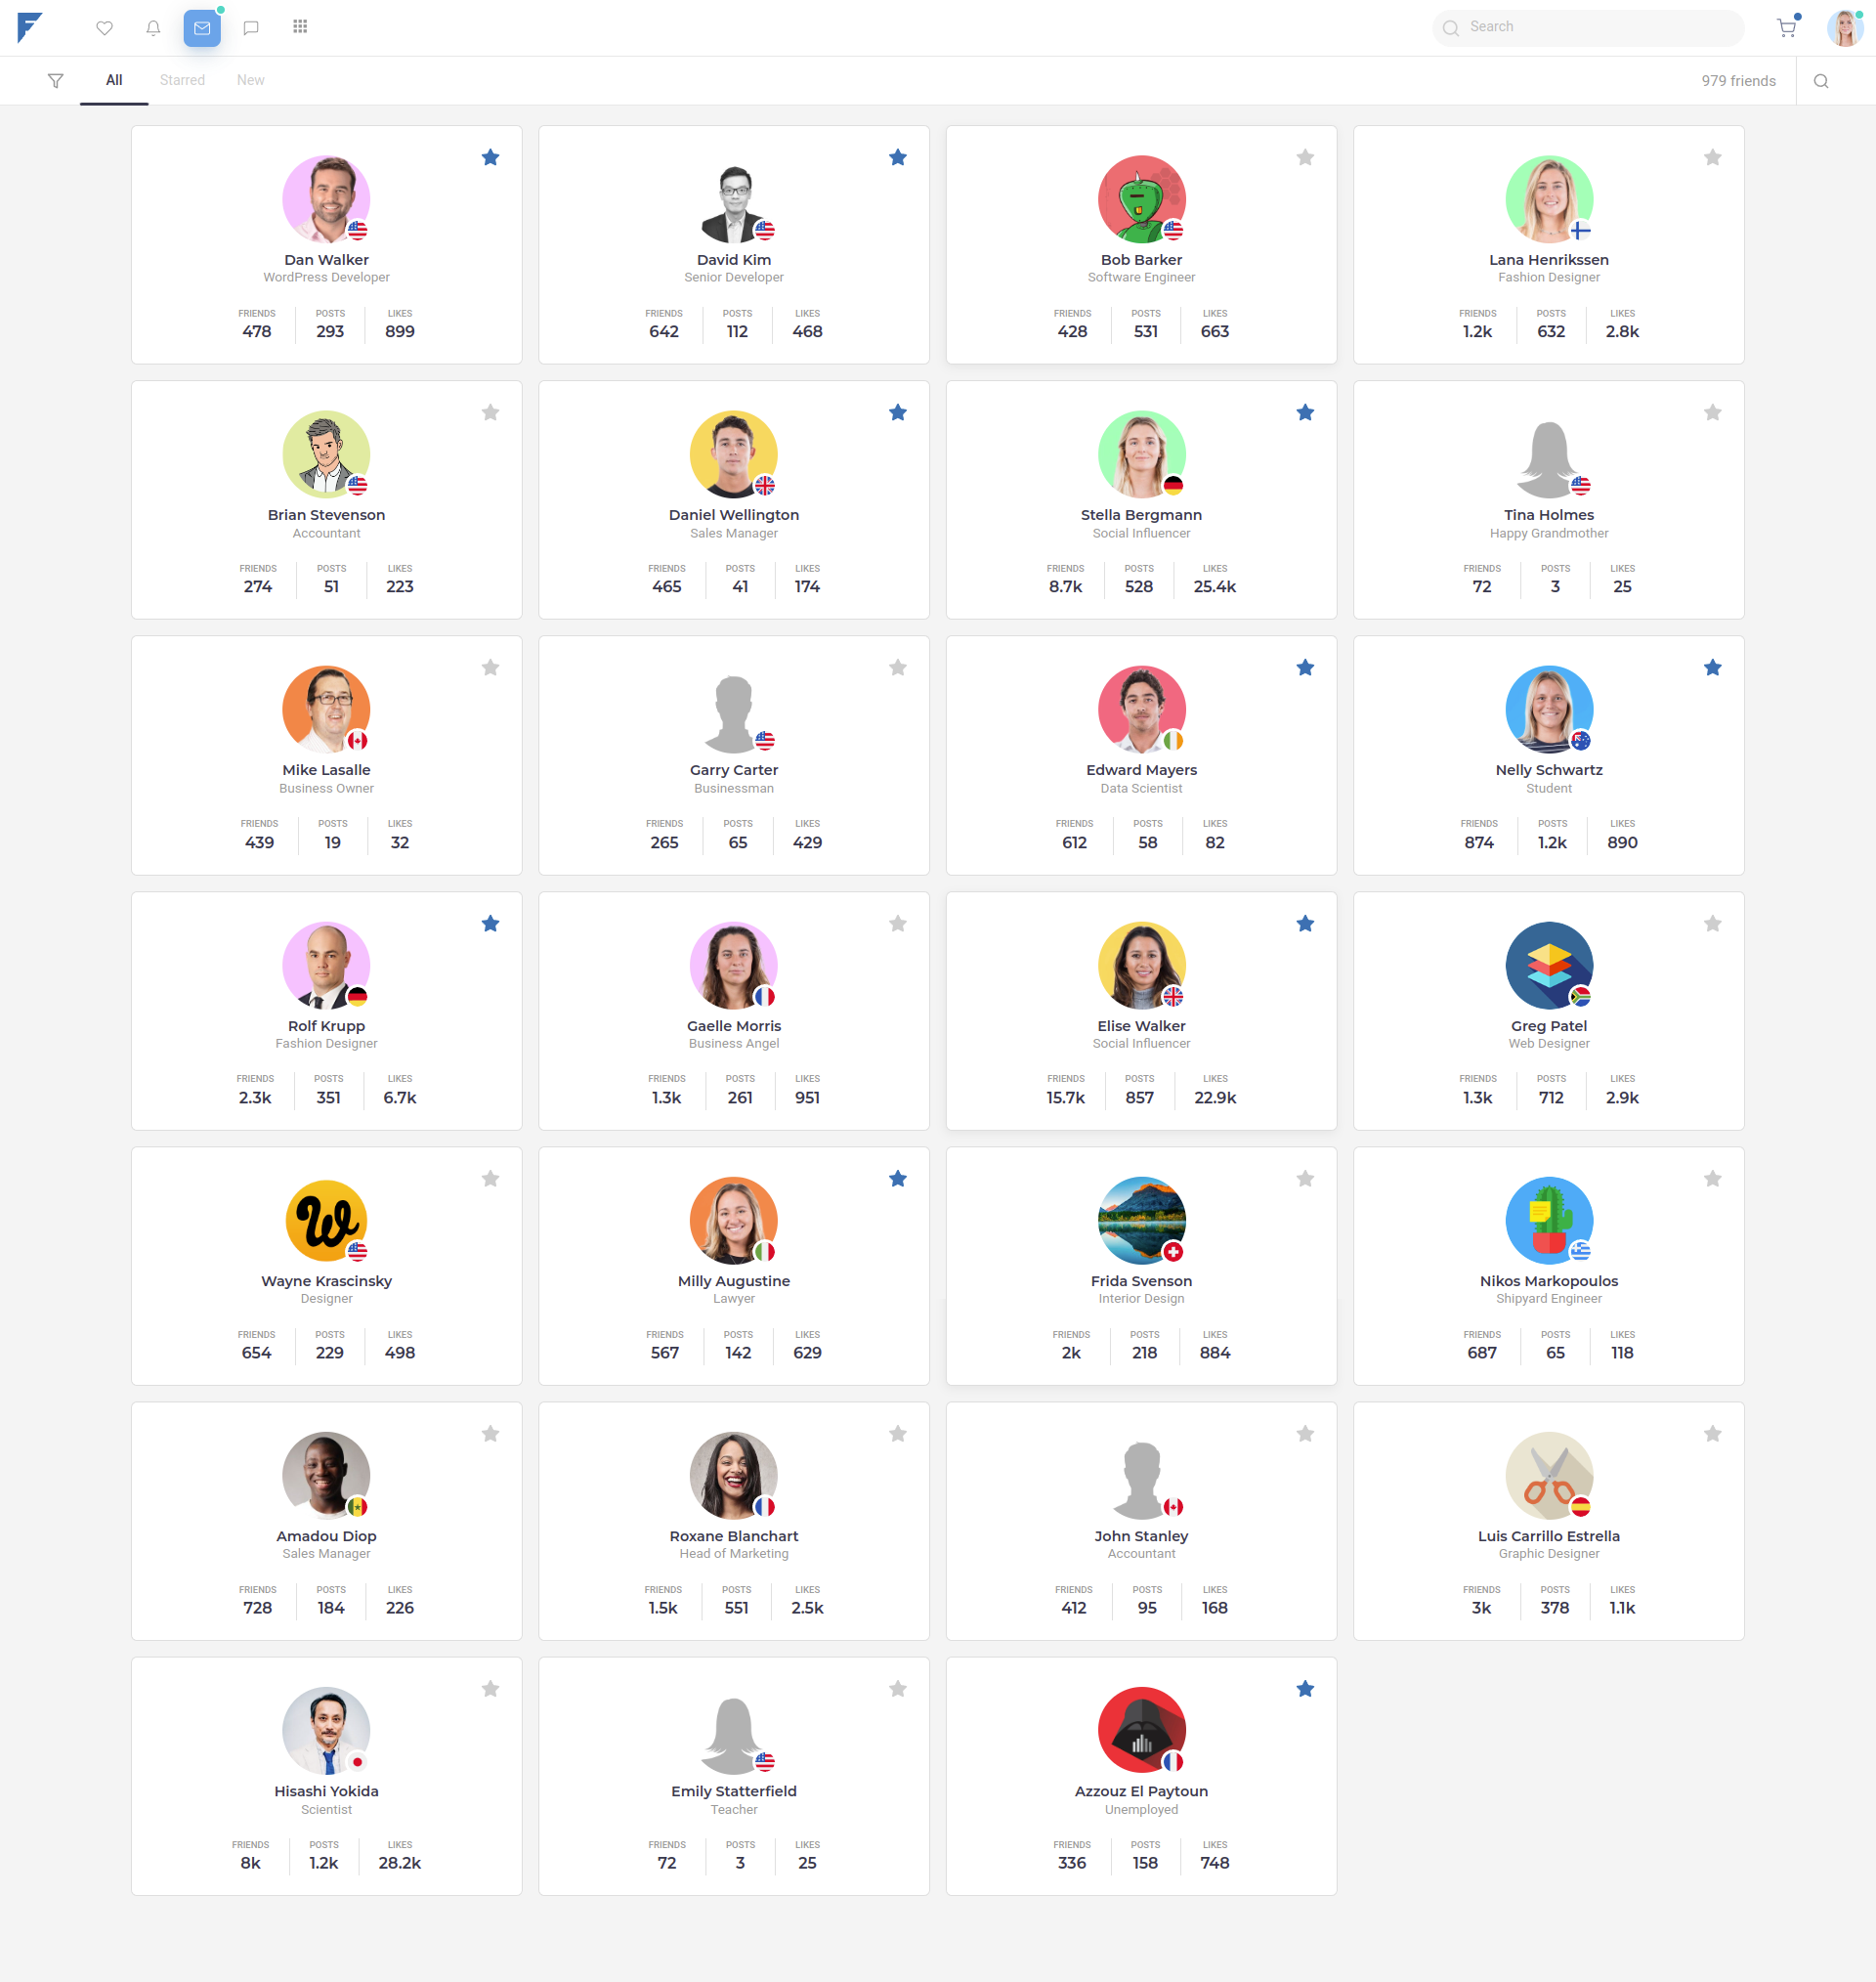 Search
All Starred New 979 friends
Dan Walker
WordPress Developer
FRIENDS POSTS LIKES
478 293 899
David Kim
Senior Developer
FRIENDS POSTS LIKES
642 112 468
Bob Barker
Software Engineer
FRIENDS POSTS LIKES
428 531 663
Lana Henrikssen
Fashion Designer
FRIENDS POSTS LIKES
1.2k 632 2.8k
Brian Stevenson
Accountant
FRIENDS POSTS LIKES
274 51 223
Daniel Wellington
Sales Manager
FRIENDS POSTS LIKES
465 41 174
Stella Bergmann
Social Influencer
FRIENDS POSTS LIKES
8.7k 528 25.4k
Tina Holmes
Happy Grandmother
FRIENDS POSTS LIKES
72 3 25
Mike Lasalle
Business Owner
FRIENDS POSTS LIKES
439 19 32
Garry Carter
Businessman
FRIENDS POSTS LIKES
265 65 429
Edward Mayers
Data Scientist
FRIENDS POSTS LIKES
612 58 82
Nelly Schwartz
Student
FRIENDS POSTS LIKES
874 1.2k 890
Rolf Krupp
Fashion Designer
FRIENDS POSTS LIKES
2.3k 351 6.7k
Gaelle Morris
Business Angel
FRIENDS POSTS LIKES
1.3k 261 951
Elise Walker
Social Influencer
FRIENDS POSTS LIKES
15.7k 857 22.9k
Greg Patel
Web Designer
FRIENDS POSTS LIKES
1.3k 712 2.9k
W
Wayne Krascinsky
Designer
FRIENDS POSTS LIKES
654 229 498
Milly Augustine
Lawyer
FRIENDS POSTS LIKES
567 142 629
Frida Svenson
Interior Design
FRIENDS POSTS LIKES
2k 218 884
Nikos Markopoulos
Shipyard Engineer
FRIENDS POSTS LIKES
687 65 118
Amadou Diop
Sales Manager
FRIENDS POSTS LIKES
728 184 226
Roxane Blanchart
Head of Marketing
FRIENDS POSTS LIKES
1.5k 551 2.5k
John Stanley
Accountant
FRIENDS POSTS LIKES
412 95 168
Luis Carrillo Estrella
Graphic Designer
FRIENDS POSTS LIKES
3k 378 1.1k
Hisashi Yokida
Scientist
FRIENDS POSTS LIKES
8k 1.2k 28.2k
Emily Statterfield
Teacher
FRIENDS POSTS LIKES
72 3 25
Azzouz El Paytoun
Unemployed
FRIENDS POSTS LIKES
336 158 748